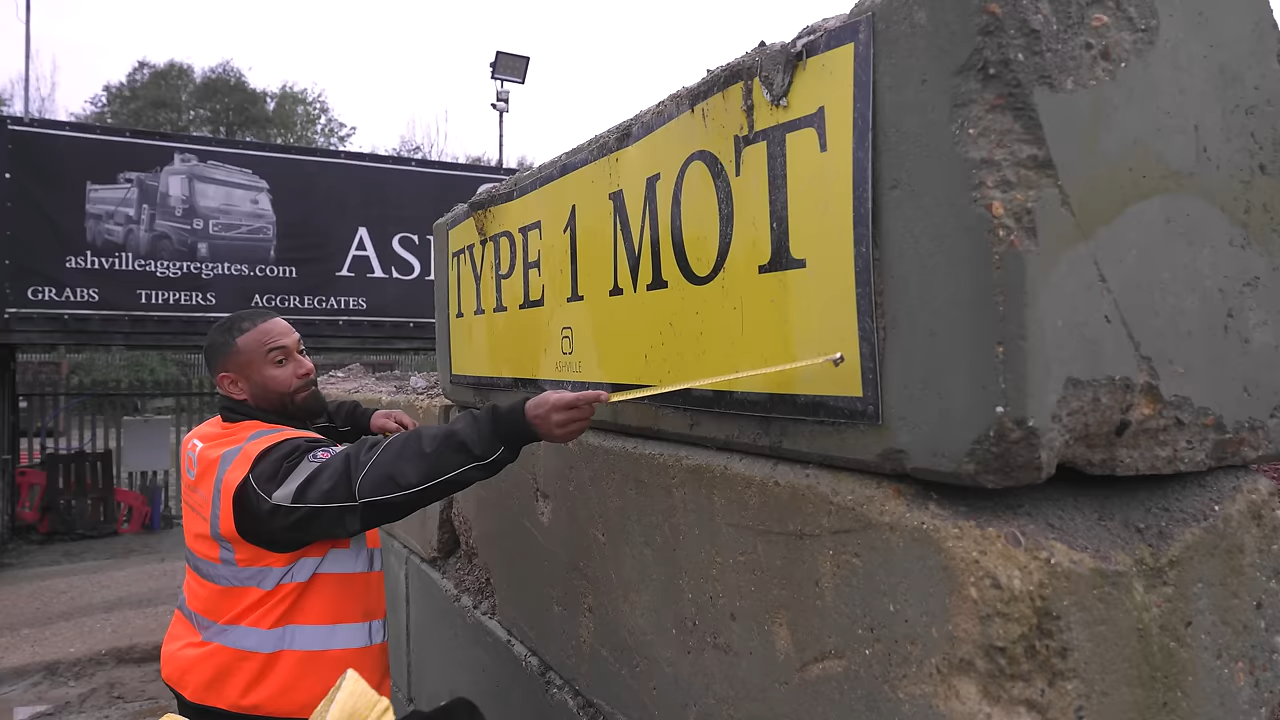 ashvilleaggregates.com
ASH
GRABS TIPPERS AGGREGATES
TYPE 1 MOT
ASHVILLE